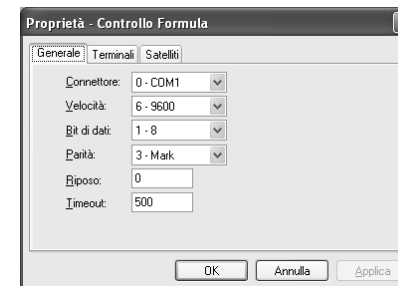 Proprietà - Controllo Formula
Generale Terminali Satelliti
Connettore: 0 - COM1
Velocità: 6 - 9600
Bit di dati: 1 - 8
Parità: 3 - Mark
Riposo: 0
Timeout: 500
OK Annulla Applica